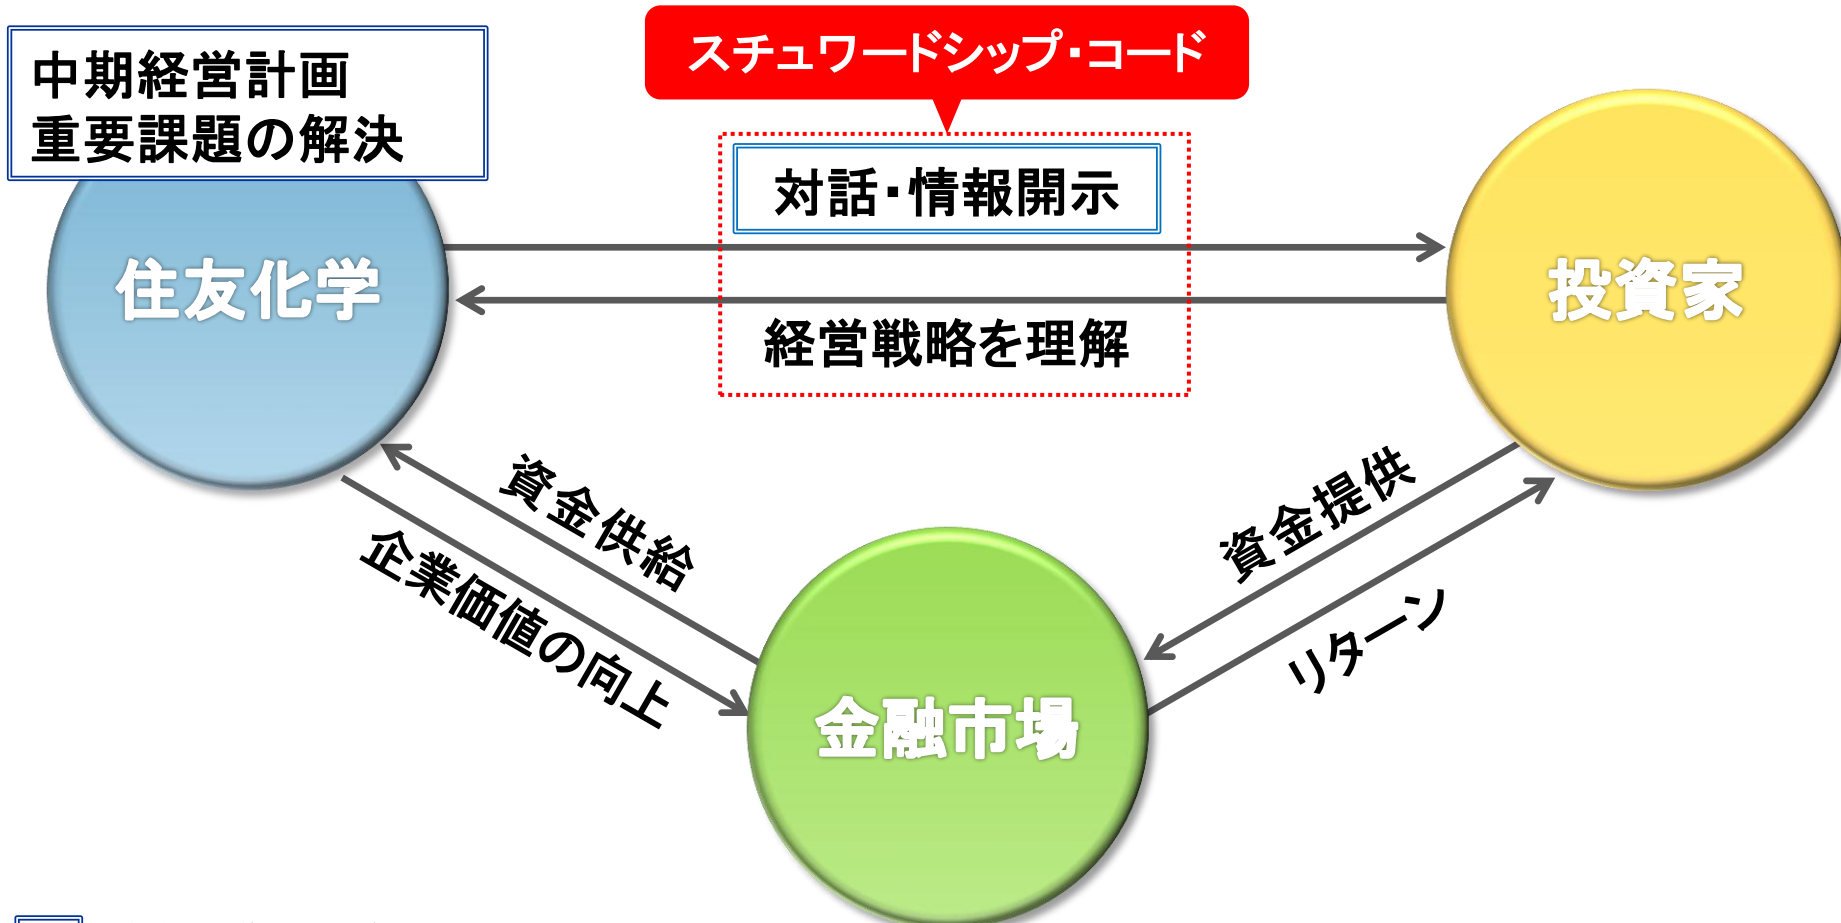 スチュワードシップ・コード
中期経営計画
重要課題の解決
対話・情報開示
住友化学
投資家
経営戦略を理解
資金供給
企業価値の向上
資金提供
リターン
金融市場